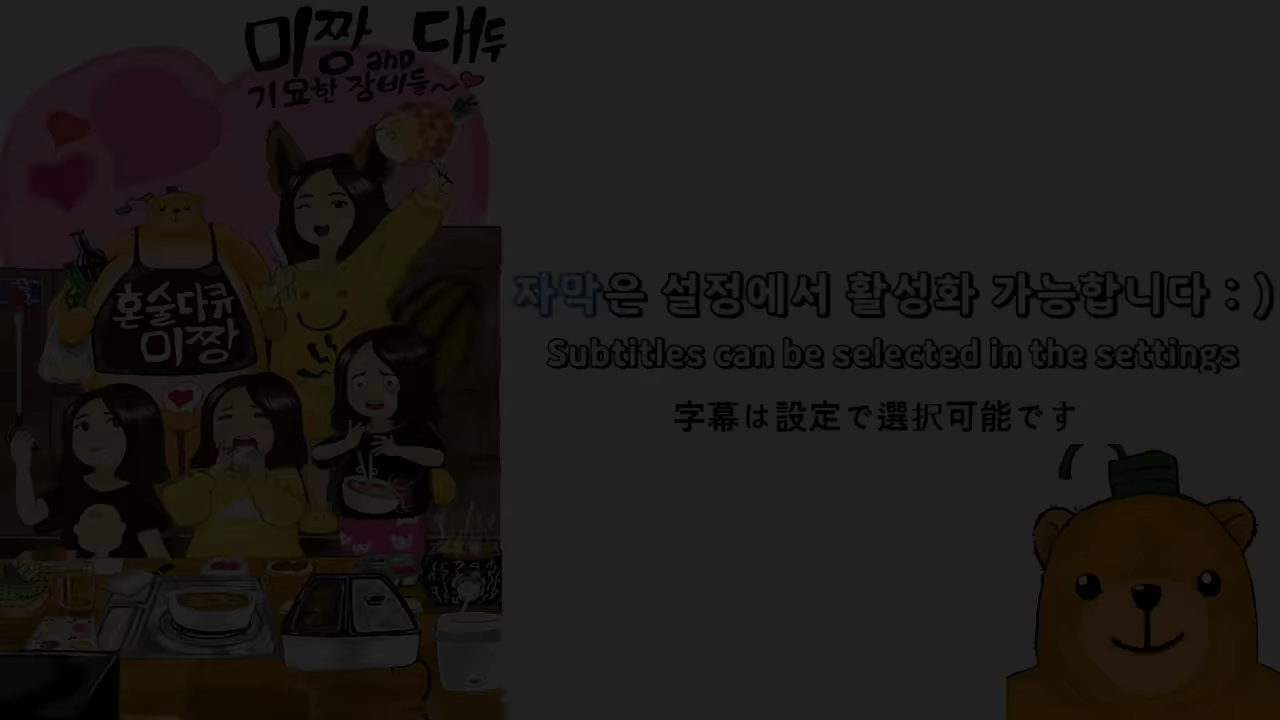 미짱 and 대두
기묘한 장비들~
혼술다큐
미짱
자막은 설정에서 활성화 가능합니다 : )
Subtitles can be selected in the settings
字幕は設定で選択可能です